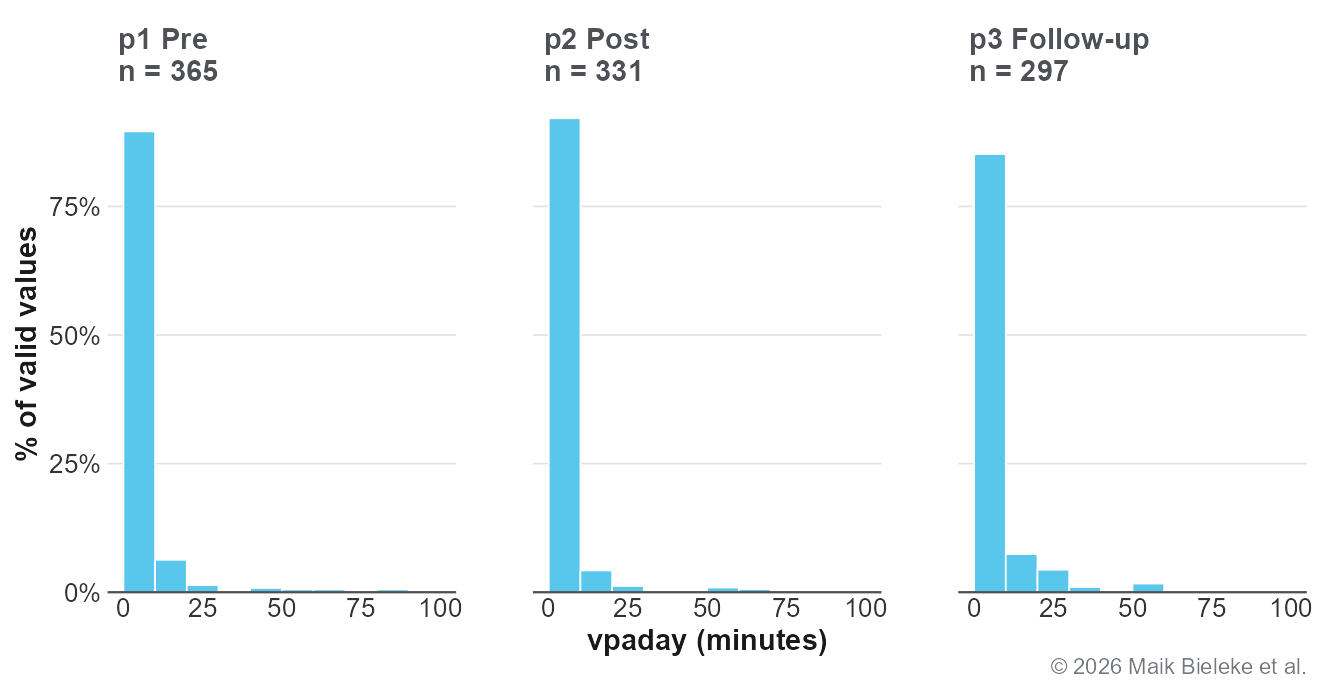 p1 Pre
n = 365
p2 Post
n = 331
p3 Follow-up
n = 297
% of valid values
75%
50%
25%
0%
0 25 50 75 100
0 25 50 75 100
0 25 50 75 100
vpaday (minutes)
© 2026 Maik Bieleke et al.